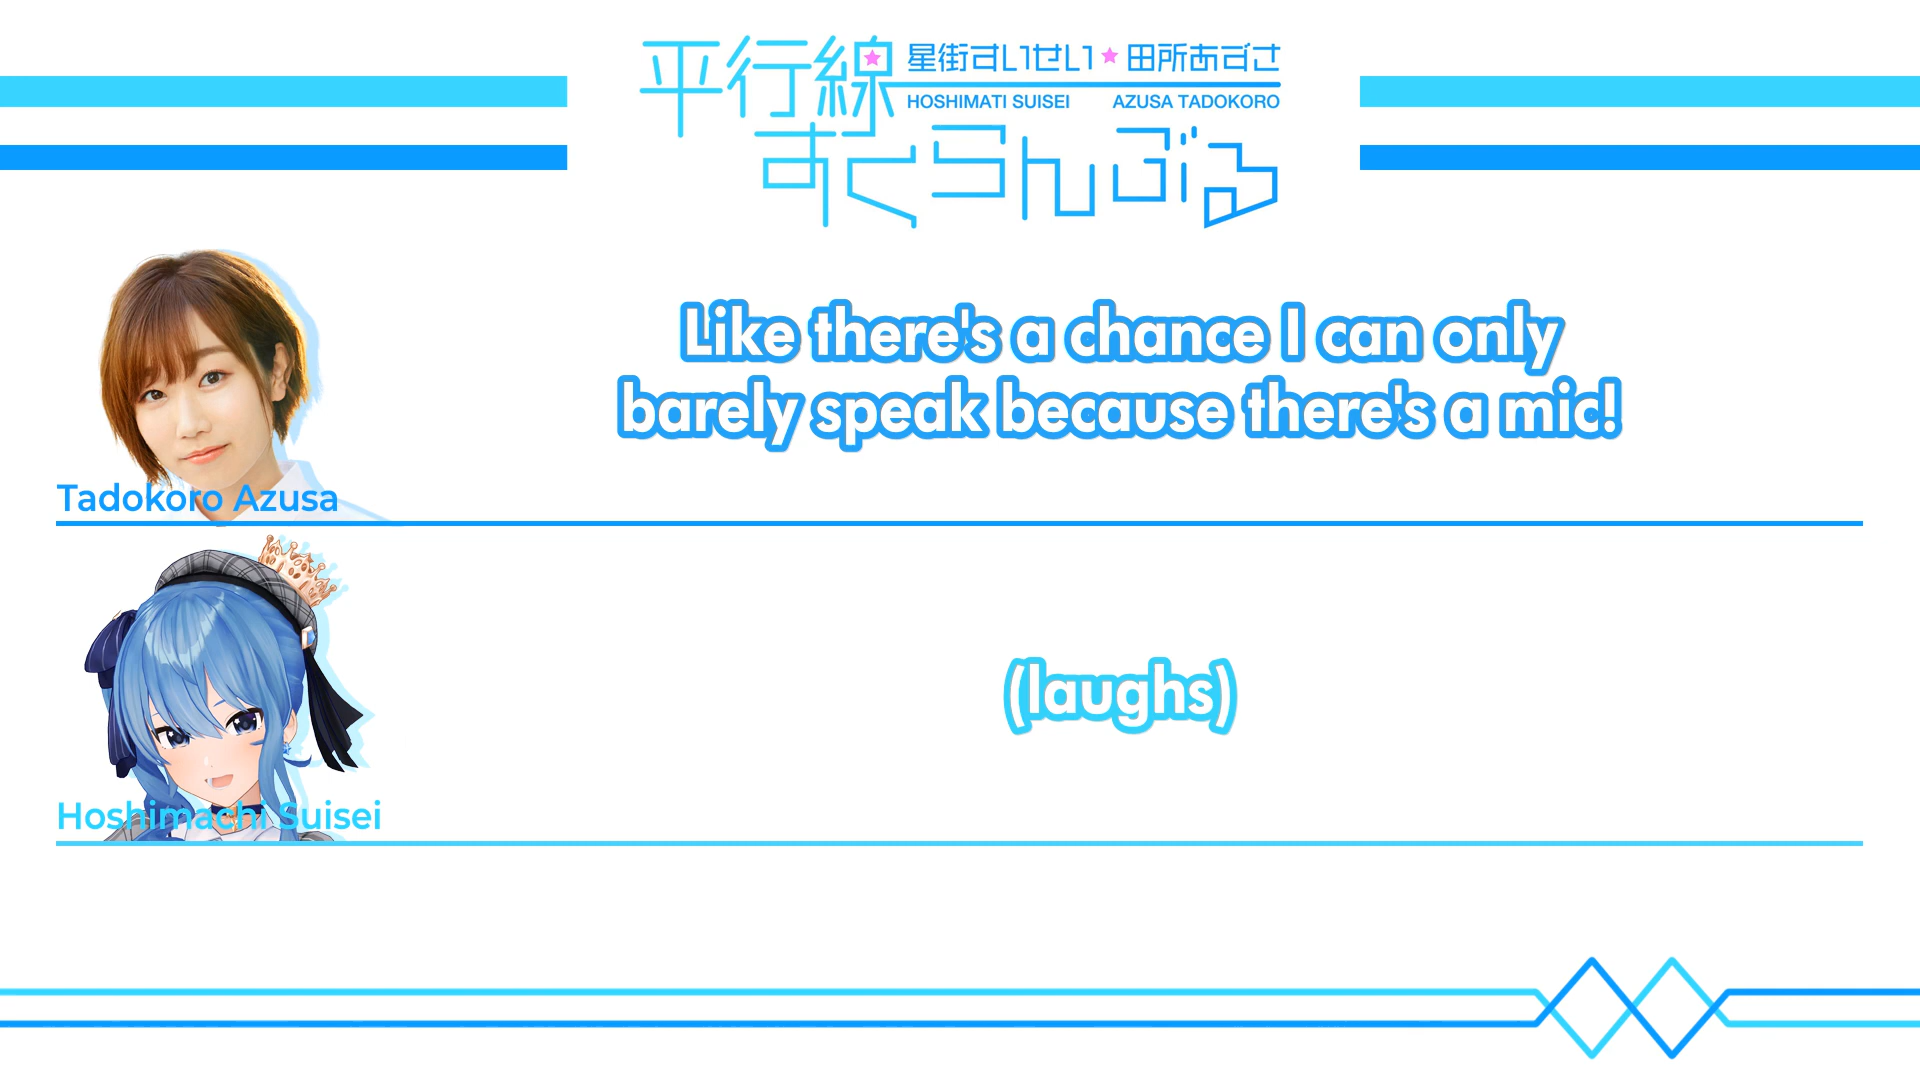 平行線
星街すいせい★田所あずさ
HOSHIMATI SUISEI AZUSA TADOKORO
すくらんぶる
Like there's a chance I can only
barely speak because there's a mic!
Tadokoro Azusa
(laughs)
Hoshimachi Suisei